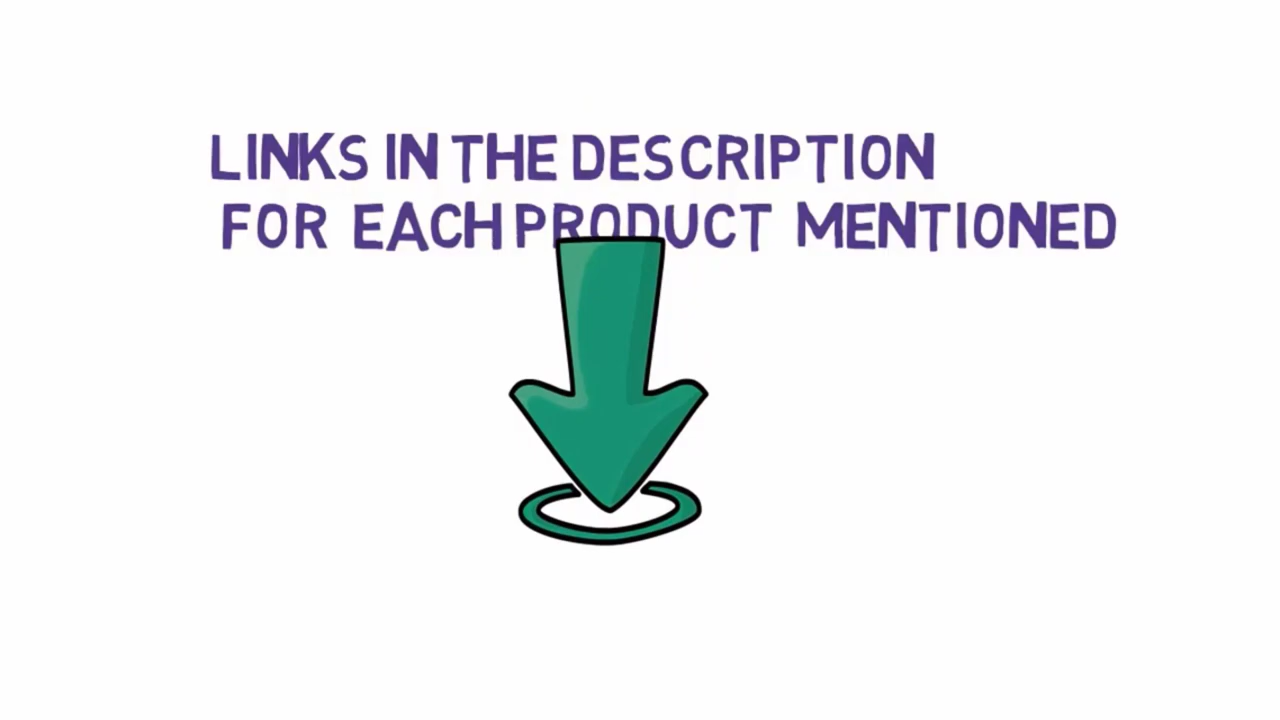 LINKS IN THE DESCRIPTION
FOR EACH PRODUCT MENTIONED